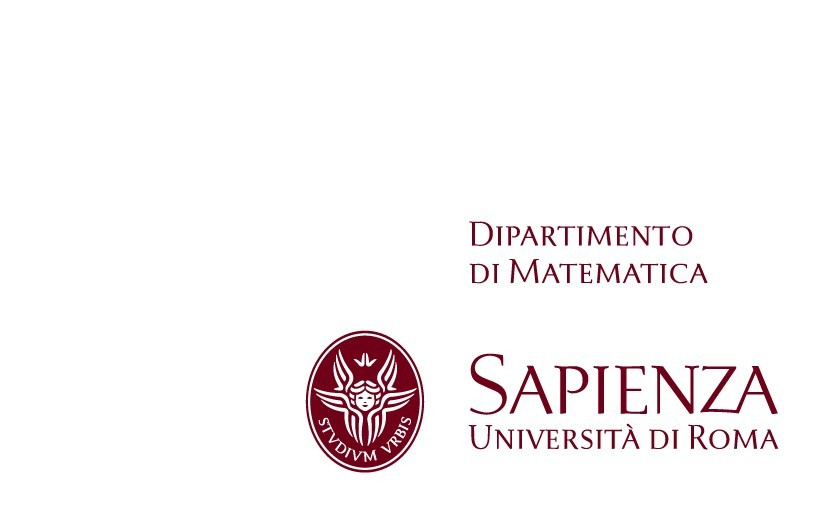 Dipartimento
di Matematica
Sapienza
Università di Roma
STVDIVM VRBIS